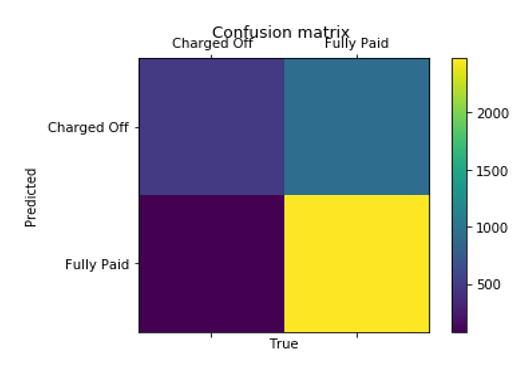 Confusion matrix
Charged Off Fully Paid
Charged Off
Fully Paid
Predicted
True
2000
1500
1000
500